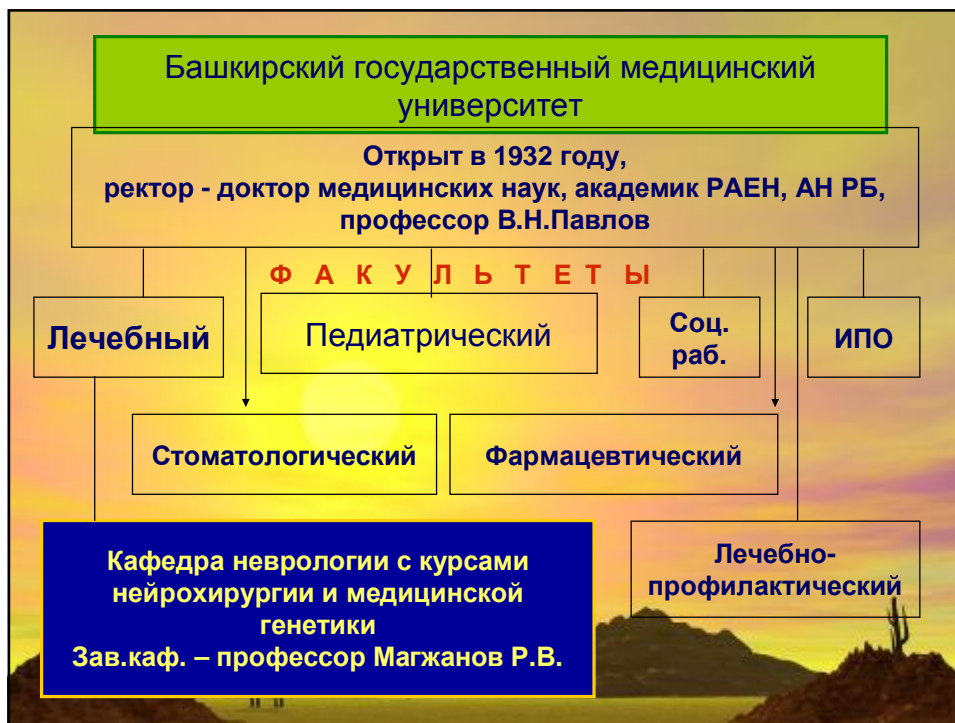 Башкирский государственный медицинский
университет
Открыт в 1932 году,
ректор - доктор медицинских наук, академик РАЕН, АН РБ,
профессор В.Н.Павлов
Ф А К У Л Ь Т Е Т Ы
Лечебный
Педиатрический
Соц.
раб.
ИПО
Стоматологический
Фармацевтический
Кафедра неврологии с курсами
нейрохирургии и медицинской
генетики
Зав.каф. – профессор Магжанов Р.В.
Лечебно-
профилактический